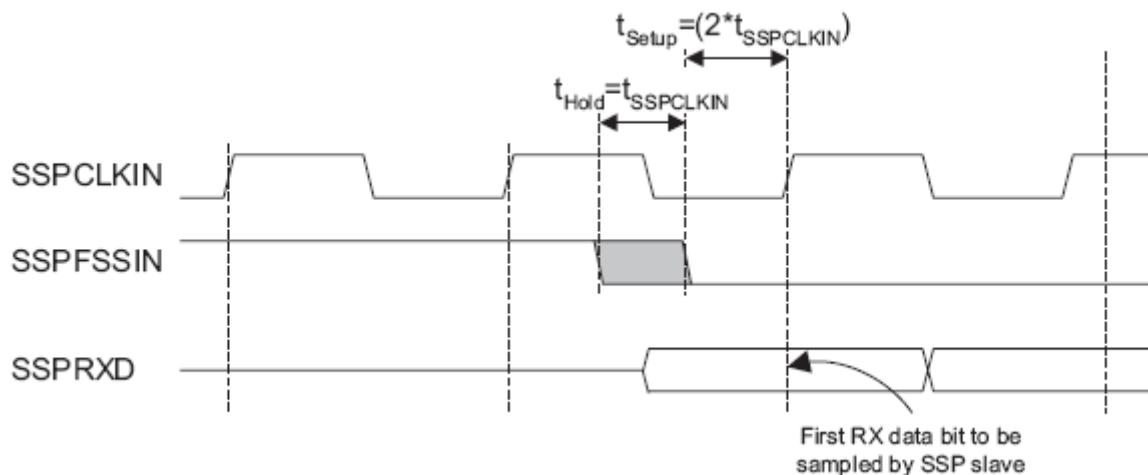 tSetup=(2*tSSPCLKIN)
tHold=tSSPCLKIN
SSPCLKIN
SSPFSSIN
SSPRXD
First RX data bit to be
sampled by SSP slave